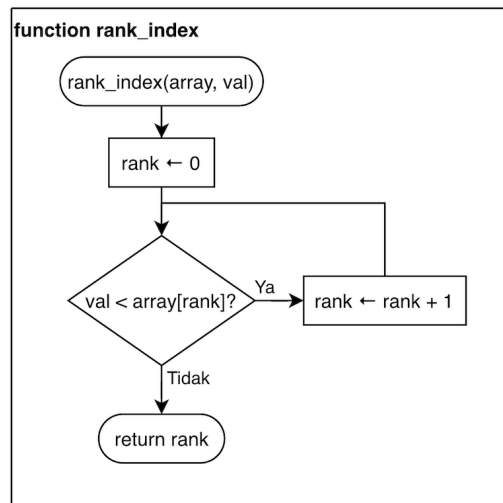 function rank_index
rank_index(array, val)
rank ← 0
val < array[rank]?
Ya
rank ← rank + 1
Tidak
return rank